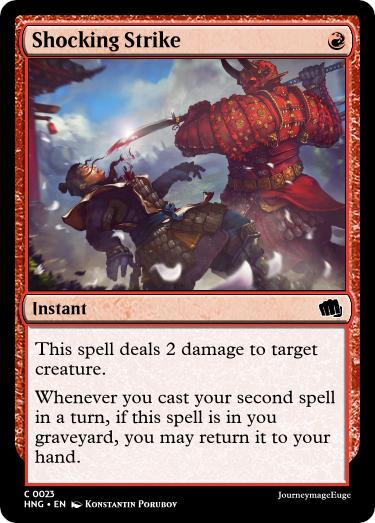 Shocking Strike
Instant
This spell deals 2 damage to target
creature.
Whenever you cast your second spell
in a turn, if this spell is in you
graveyard, you may return it to your
hand.
C 0023
HNG • EN Konstantin Porubov
JourneymageEuge